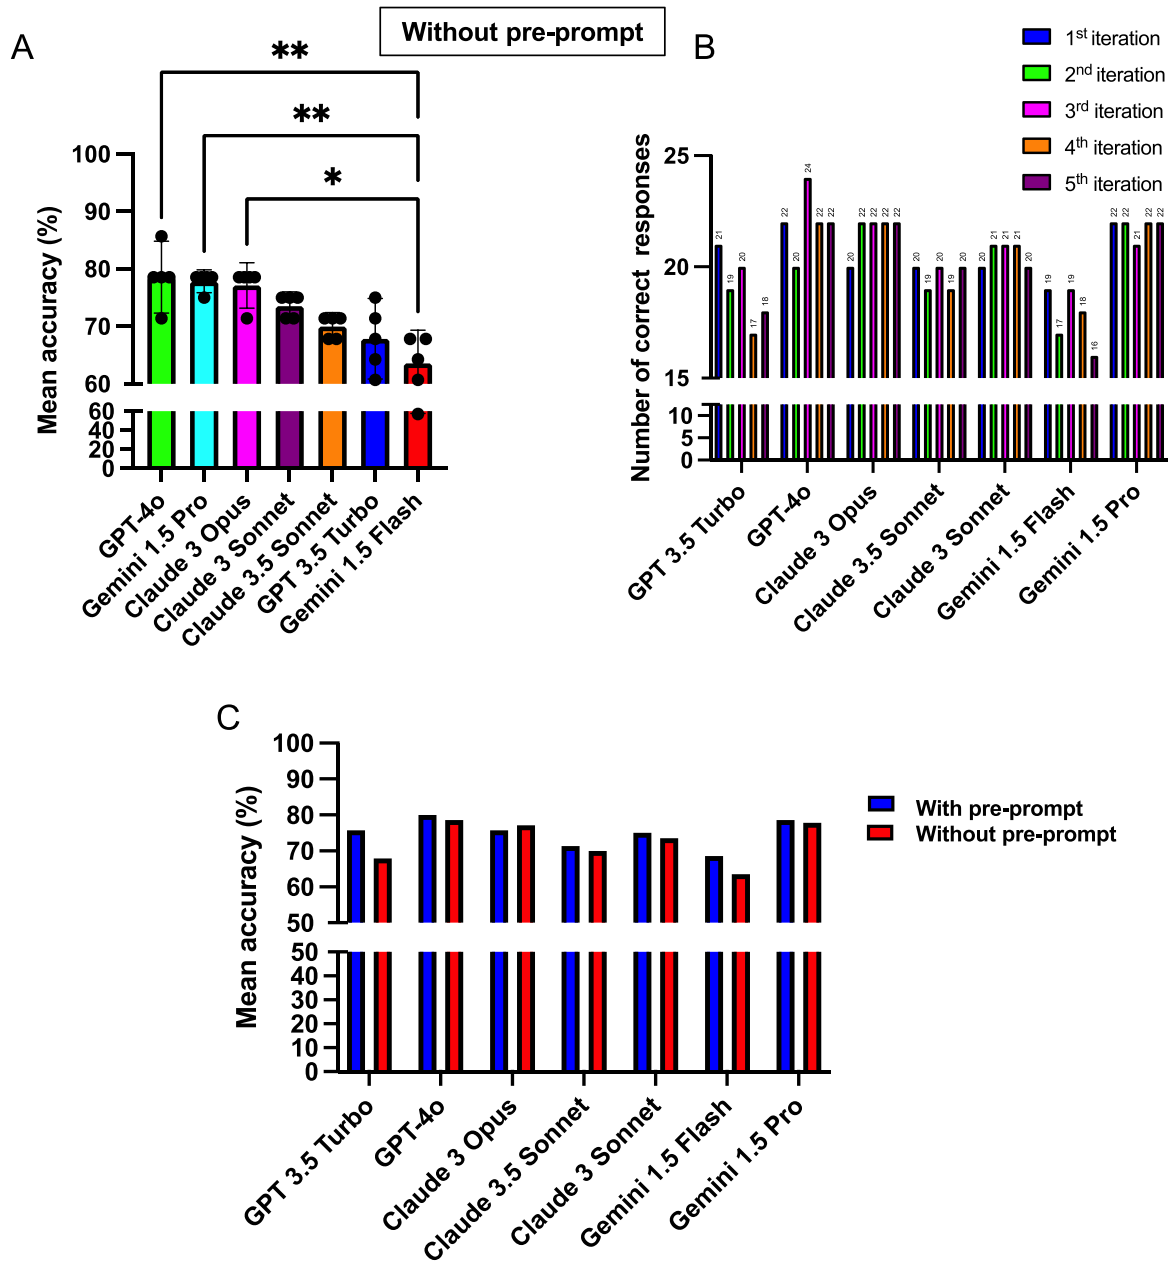 A
Without pre-prompt
**
**
*
Mean accuracy (%)
100
90
80
70
60
60
40
20
0
GPT-4o
Gemini 1.5 Pro
Claude 3 Opus
Claude 3 Sonnet
Claude 3.5 Sonnet
GPT 3.5 Turbo
Gemini 1.5 Flash
B
1st iteration
2nd iteration
3rd iteration
4th iteration
5th iteration
Number of correct responses
25
20
15
10
5
0
21 19 20 17 18
22 20 24 22 22
20 22 22 22 22
20 19 20 19 20
20 21 21 21 20
19 17 19 18 16
22 22 21 22 22
GPT 3.5 Turbo
GPT-4o
Claude 3 Opus
Claude 3.5 Sonnet
Claude 3 Sonnet
Gemini 1.5 Flash
Gemini 1.5 Pro
C
Mean accuracy (%)
100
90
80
70
60
50
50
40
30
20
10
0
GPT 3.5 Turbo
GPT-4o
Claude 3 Opus
Claude 3.5 Sonnet
Claude 3 Sonnet
Gemini 1.5 Flash
Gemini 1.5 Pro
With pre-prompt
Without pre-prompt